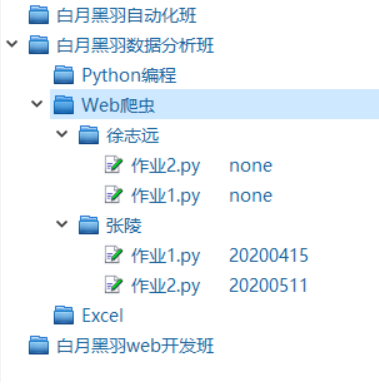 白月黑羽自动化班
白月黑羽数据分析班
Python编程
Web爬虫
徐志远
作业2.py none
作业1.py none
张陵
作业1.py 20200415
作业2.py 20200511
Excel
白月黑羽web开发班